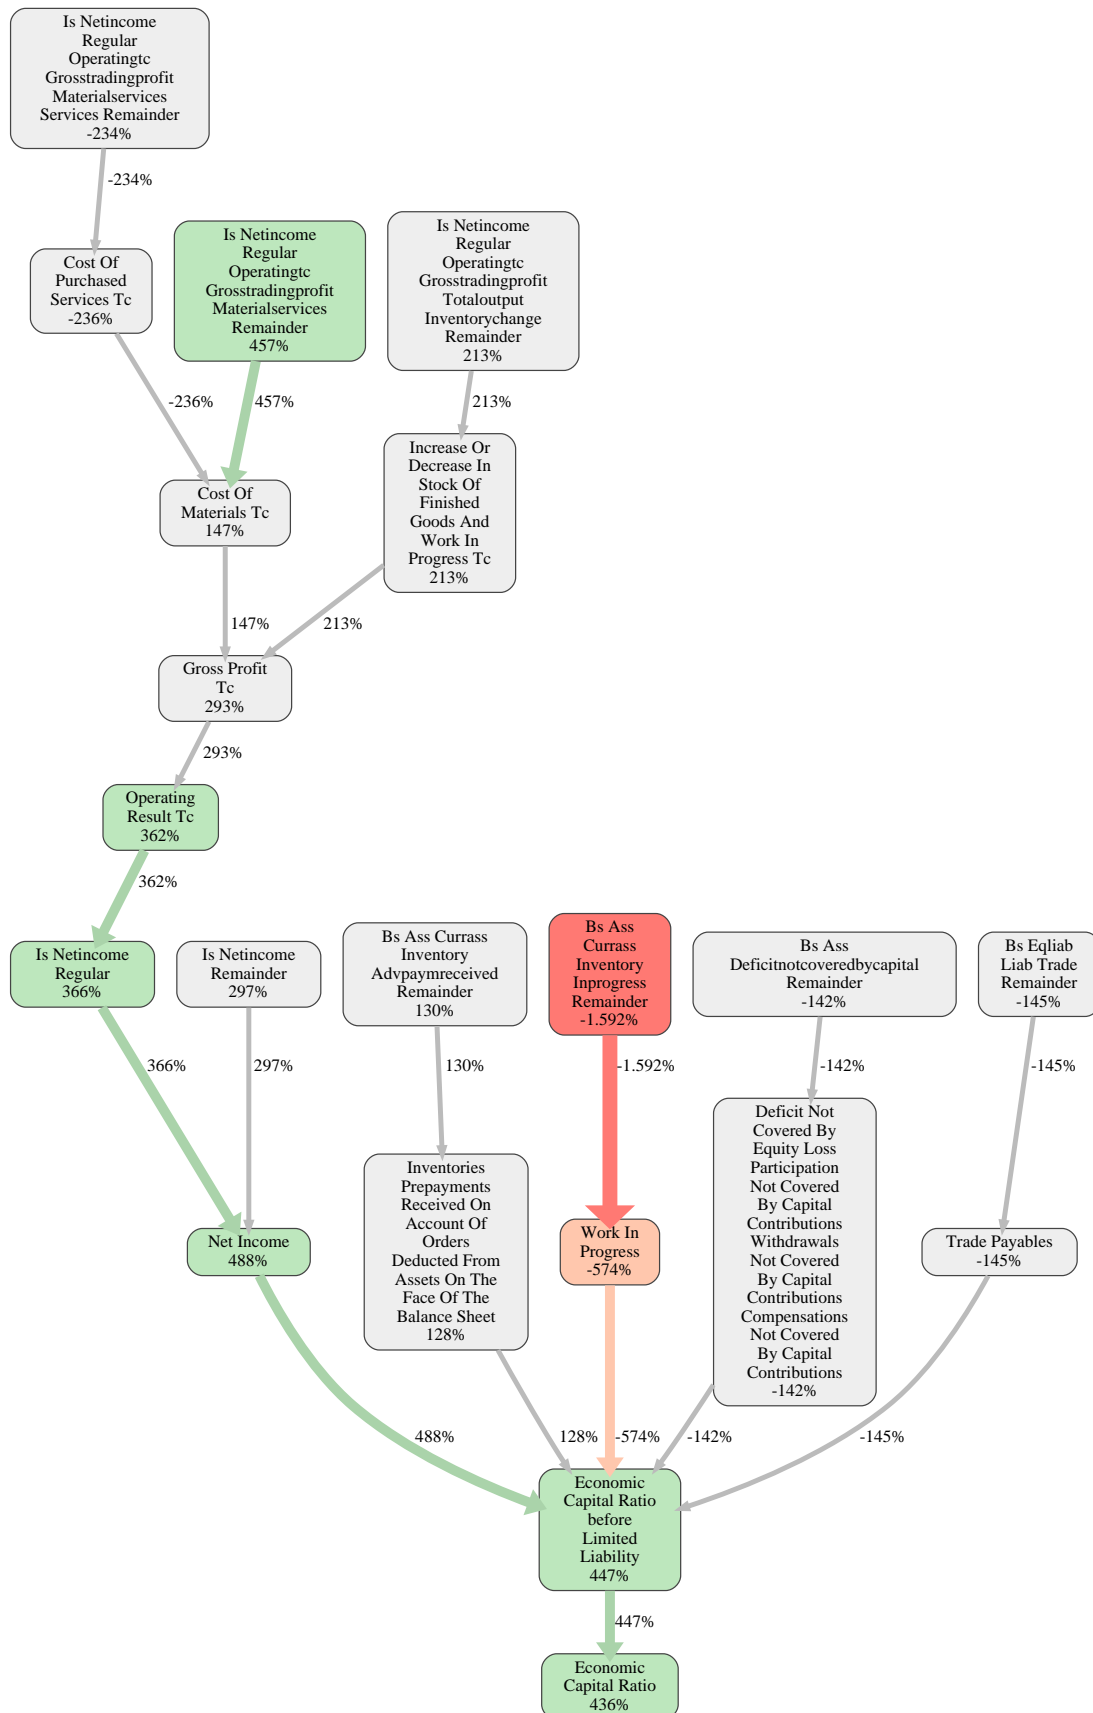 Is Netincome
Regular
Operatingtc
Grosstradingprofit
Materialservices
Services Remainder
-234%
-234%
Cost Of
Purchased
Services Tc
-236%
Is Netincome
Regular
Operatingtc
Grosstradingprofit
Materialservices
Remainder
457%
Is Netincome
Regular
Operatingtc
Grosstradingprofit
Totaloutput
Inventorychange
Remainder
213%
-236%
457%
213%
Increase Or
Decrease In
Stock Of
Finished
Goods And
Work In
Progress Tc
213%
Cost Of
Materials Tc
147%
147%
213%
Gross Profit
Tc
293%
293%
Operating
Result Tc
362%
362%
Is Netincome
Regular
366%
Is Netincome
Remainder
297%
Bs Ass Currass
Inventory
Advpaymreceived
Remainder
130%
Bs Ass
Currass
Inventory
Inprogress
Remainder
-1.592%
Bs Ass
Deficitnotcoveredbycapital
Remainder
-142%
Bs Eqliab
Liab Trade
Remainder
-145%
366%
297%
130%
-1.592%
-142%
-145%
Net Income
488%
Inventories
Prepayments
Received On
Account Of
Orders
Deducted From
Assets On The
Face Of The
Balance Sheet
128%
Work In
Progress
-574%
Deficit Not
Covered By
Equity Loss
Participation
Not Covered
By Capital
Contributions
Withdrawals
Not Covered
By Capital
Contributions
Compensations
Not Covered
By Capital
Contributions
-142%
Trade Payables
-145%
488%
128%
-574%
-142%
-145%
Economic
Capital Ratio
before
Limited
Liability
447%
447%
Economic
Capital Ratio
436%